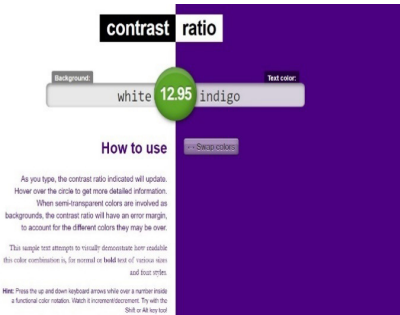 contrast ratio
Background:
Text color:
white 12.95 indigo
How to use
Swap colors
As you type, the contrast ratio indicated will update.
Hover over the circle to get more detailed information.
When semi-transparent colors are involved as
backgrounds, the contrast ratio will have an error margin,
to account for the different colors they may be over.
This sample text attempts to visually demonstrate how readable
this color combination is, for normal or bold text of various sizes
and font styles.
Hint: Press the up and down keyboard arrows while over a number inside
a functional color notation. Watch it increment/decrement. Try with the
Shift or Alt key too!